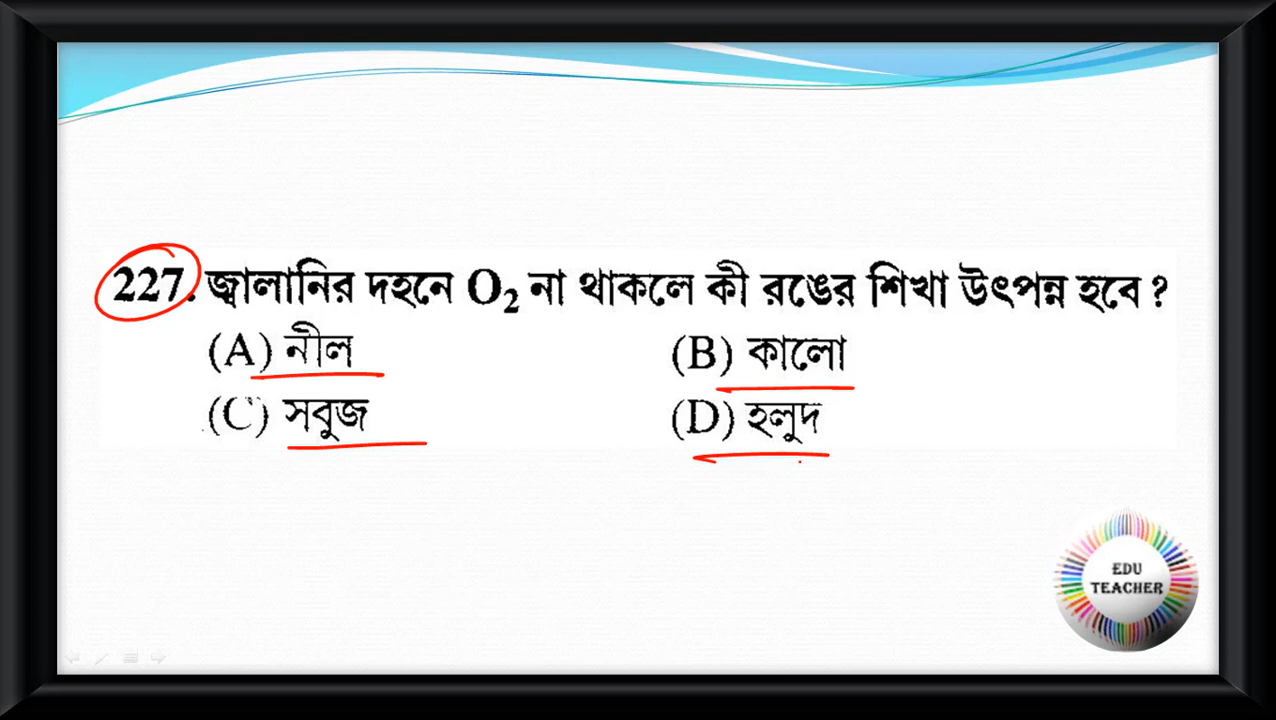 227. জ্বালানির দহনে O₂ না থাকলে কী রঙের শিখা উৎপন্ন হবে ?
(A) নীল (B) কালো
(C) সবুজ (D) হলুদ
EDU
TEACHER